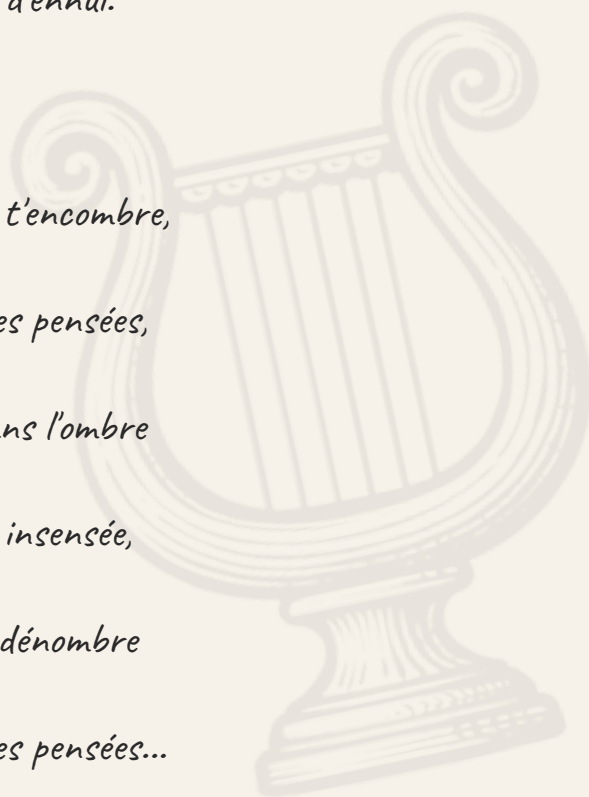 d'ennui.
t'encombre,
es pensées,
ns l'ombre
insensée,
dénombre
es pensées...